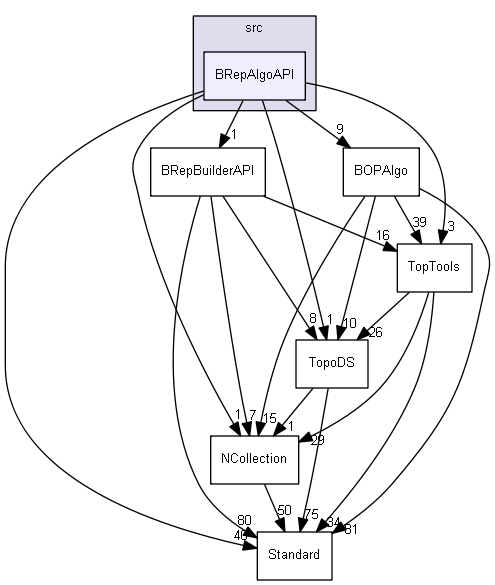 src
BRepAlgoAPI
1
9
BRepBuilderAPI
BOPAlgo
16
39
3
TopTools
8
1
10
26
TopoDS
1
7
15
1
29
NCollection
50
75
34
81
80
40
Standard